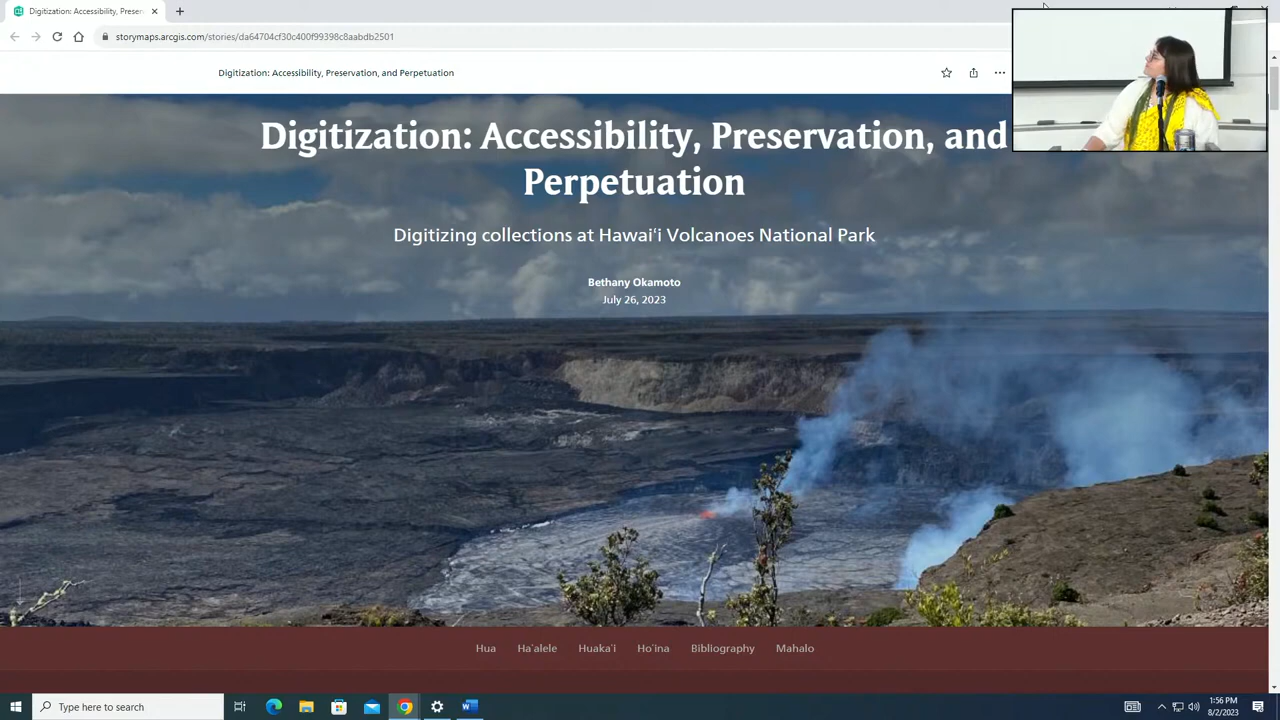 Digitization: Accessibility, Preser
storymaps.arcgis.com/stories/da64704cf30c400f99398c8aabdb2501
Digitization: Accessibility, Preservation, and Perpetuation
Digitization: Accessibility, Preservation, and
Perpetuation
Digitizing collections at Hawaiʻi Volcanoes National Park
Bethany Okamoto
July 26, 2023
Hua Ha`alele Huaka`i Ho`ina Bibliography Mahalo
Type here to search
1:56 PM
8/2/2023